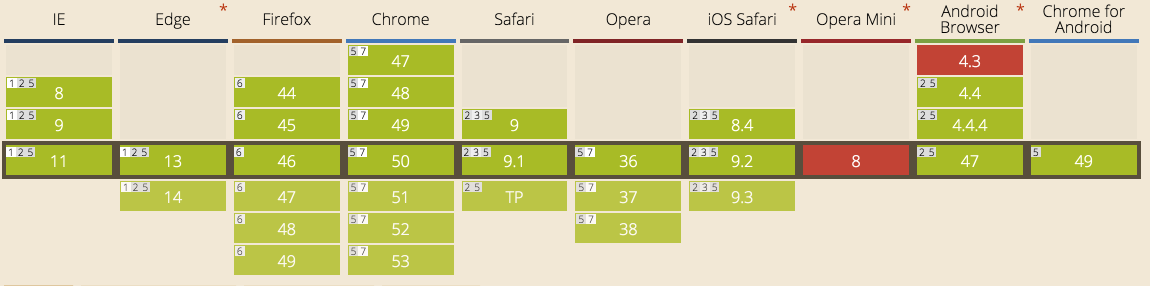 IE Edge * Firefox Chrome Safari Opera iOS Safari * Opera Mini * Android Browser * Chrome for Android
5 7 47 4.3
1 2 5 8 6 44 5 7 48 2 5 4.4
1 2 5 9 6 45 5 7 49 2 3 5 9 2 3 5 8.4 2 5 4.4.4
1 2 5 11 1 2 5 13 6 46 5 7 50 2 3 5 9.1 5 7 36 2 3 5 9.2 8 2 5 47 5 49
1 2 5 14 6 47 5 7 51 2 5 TP 5 7 37 2 3 5 9.3
6 48 5 7 52 5 7 38
6 49 5 7 53